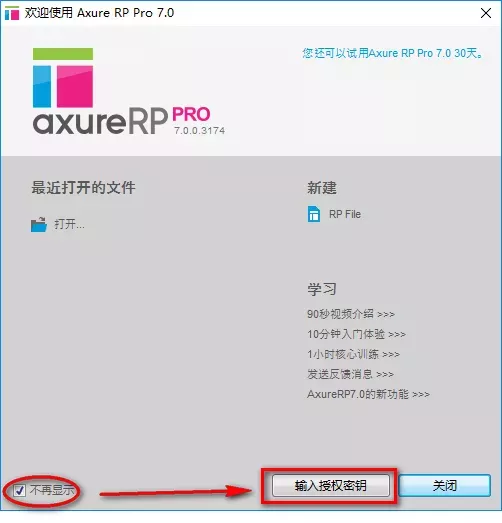 欢迎使用 Axure RP Pro 7.0
您还可以试用Axure RP Pro 7.0 30天。
axureRP PRO
7.0.0.3174
最近打开的文件
打开...
新建
RP File
学习
90秒视频介绍 >>>
10分钟入门体验 >>>
1小时核心训练 >>>
发送反馈消息 >>>
AxureRP7.0的新功能 >>>
不再显示
输入授权密钥
关闭